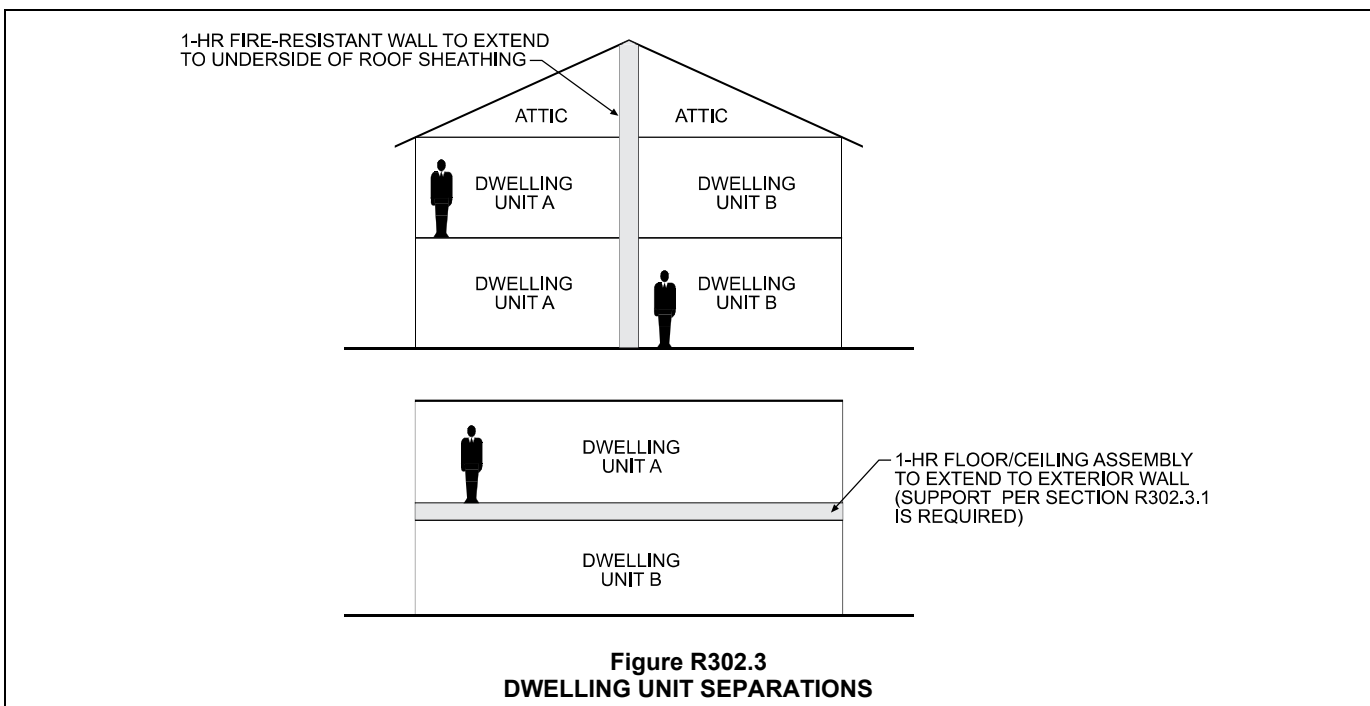 1-HR FIRE-RESISTANT WALL TO EXTEND
TO UNDERSIDE OF ROOF SHEATHING
ATTIC
ATTIC
DWELLING
UNIT A
DWELLING
UNIT B
DWELLING
UNIT A
DWELLING
UNIT B
DWELLING
UNIT A
1-HR FLOOR/CEILING ASSEMBLY
TO EXTEND TO EXTERIOR WALL
(SUPPORT PER SECTION R302.3.1
IS REQUIRED)
DWELLING
UNIT B
Figure R302.3
DWELLING UNIT SEPARATIONS